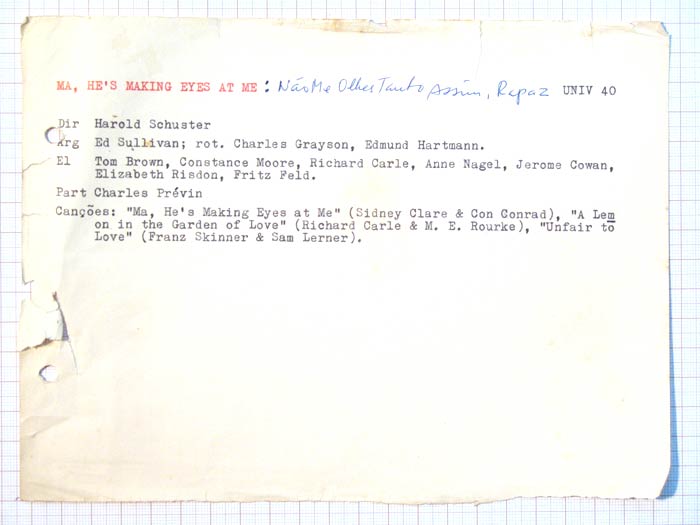 MA, HE'S MAKING EYES AT ME : Não Me Olhes Tanto Assim, Rapaz UNIV 40
Dir Harold Schuster
Arg Ed Sullivan; rot. Charles Grayson, Edmund Hartmann.
El Tom Brown, Constance Moore, Richard Carle, Anne Nagel, Jerome Cowan,
Elizabeth Risdon, Fritz Feld.
Part Charles Prévin
Canções: "Ma, He's Making Eyes at Me" (Sidney Clare & Con Conrad), "A Lem
on in the Garden of Love" (Richard Carle & M. E. Rourke), "Unfair to
Love" (Franz Skinner & Sam Lerner).